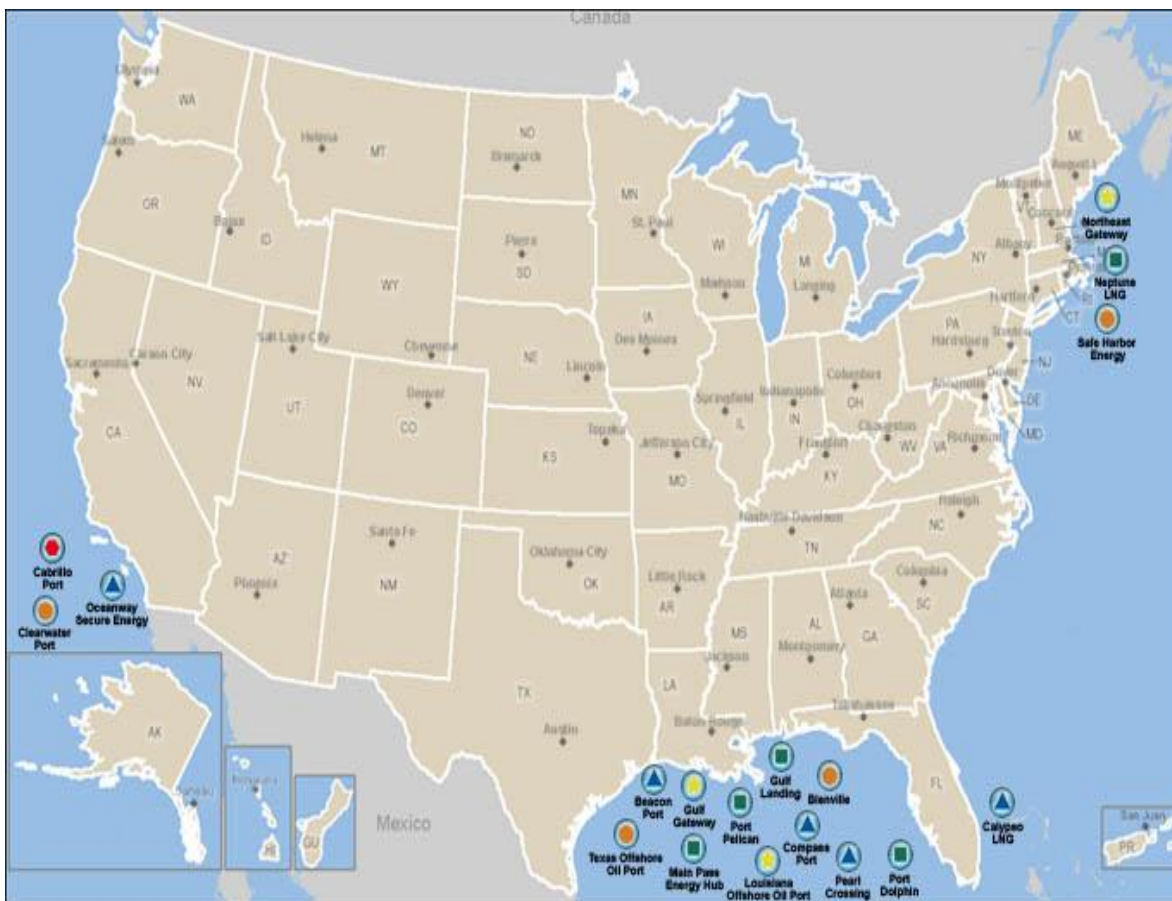 Canada
Olympia
WA
Salem
OR
Boise
ID
Helena
MT
ND
Bismarck
MN
St. Paul
Pierre
SD
WY
Cheyenne
WI
Madison
MI
Lansing
ME
Augusta
Montpelier
VT
Concord
Northeast
Gateway
NY
Albany
Neptune
LNG
Hartford
RI
CT
Safe Harbor
Energy
PA
Harrisburg
Trenton
NJ
Dover
Annapolis
DE
MD
Sacramento
Carson City
NV
CA
Salt Lake City
UT
Denver
CO
NE
Lincoln
IA
Des Moines
Topeka
KS
Jefferson City
MO
Springfield
IL
Indianapolis
IN
Columbus
OH
Charleston
WV
VA
Richmond
Frankfort
KY
Raleigh
NC
Nashville-Davidson
TN
Columbia
SC
AZ
Phoenix
Santa Fe
NM
Oklahoma City
OK
Little Rock
AR
MS
Jackson
AL
Montgomery
Atlanta
GA
Tallahassee
FL
TX
Austin
LA
Baton Rouge
Cabrillo
Port
Oceanway
Secure Energy
Clearwater
Port
AK
Juneau
Honolulu
HI
GU
Mexico
Beacon
Port
Gulf
Gateway
Gulf
Landing
Bienville
Port
Pelican
Compass
Port
Texas Offshore
Oil Port
Main Pass
Energy Hub
Louisiana
Offshore Oil Port
Pearl
Crossing
Port
Dolphin
Calypso
LNG
San Juan
PR